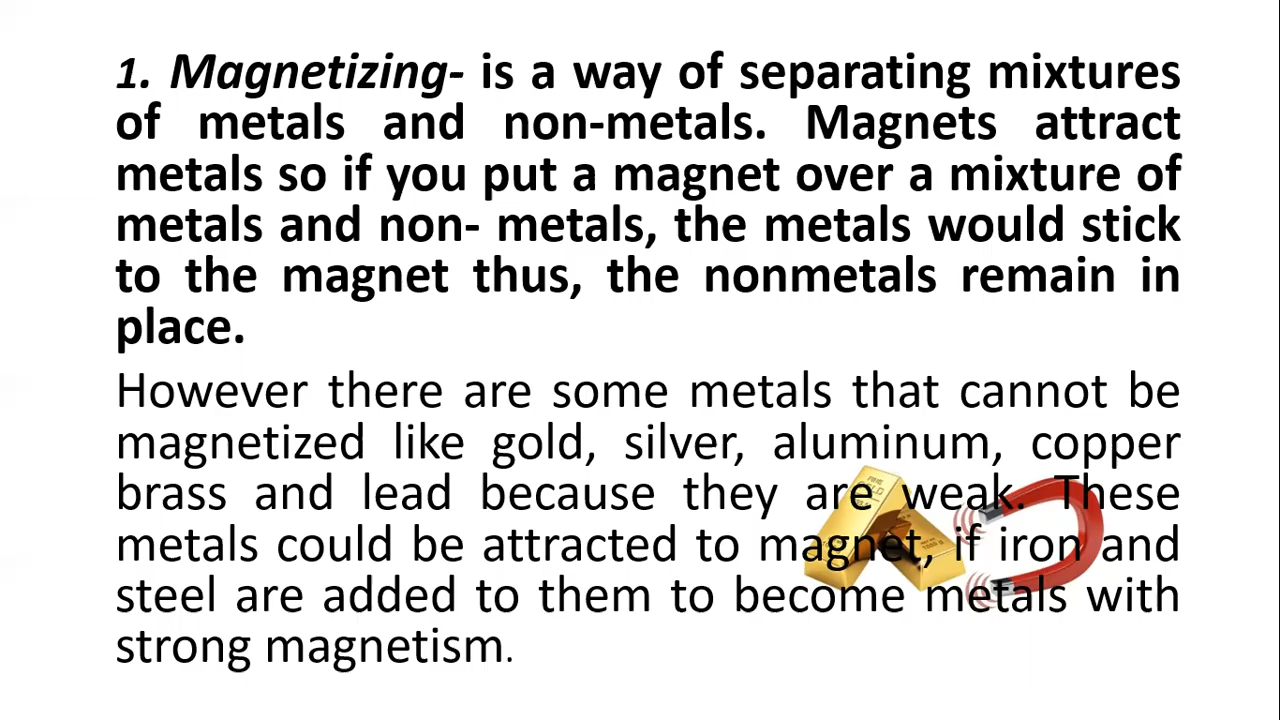 1. Magnetizing- is a way of separating mixtures
of metals and non-metals. Magnets attract
metals so if you put a magnet over a mixture of
metals and non- metals, the metals would stick
to the magnet thus, the nonmetals remain in
place.
However there are some metals that cannot be
magnetized like gold, silver, aluminum, copper
brass and lead because they are weak. These
metals could be attracted to magnet, if iron and
steel are added to them to become metals with
strong magnetism.